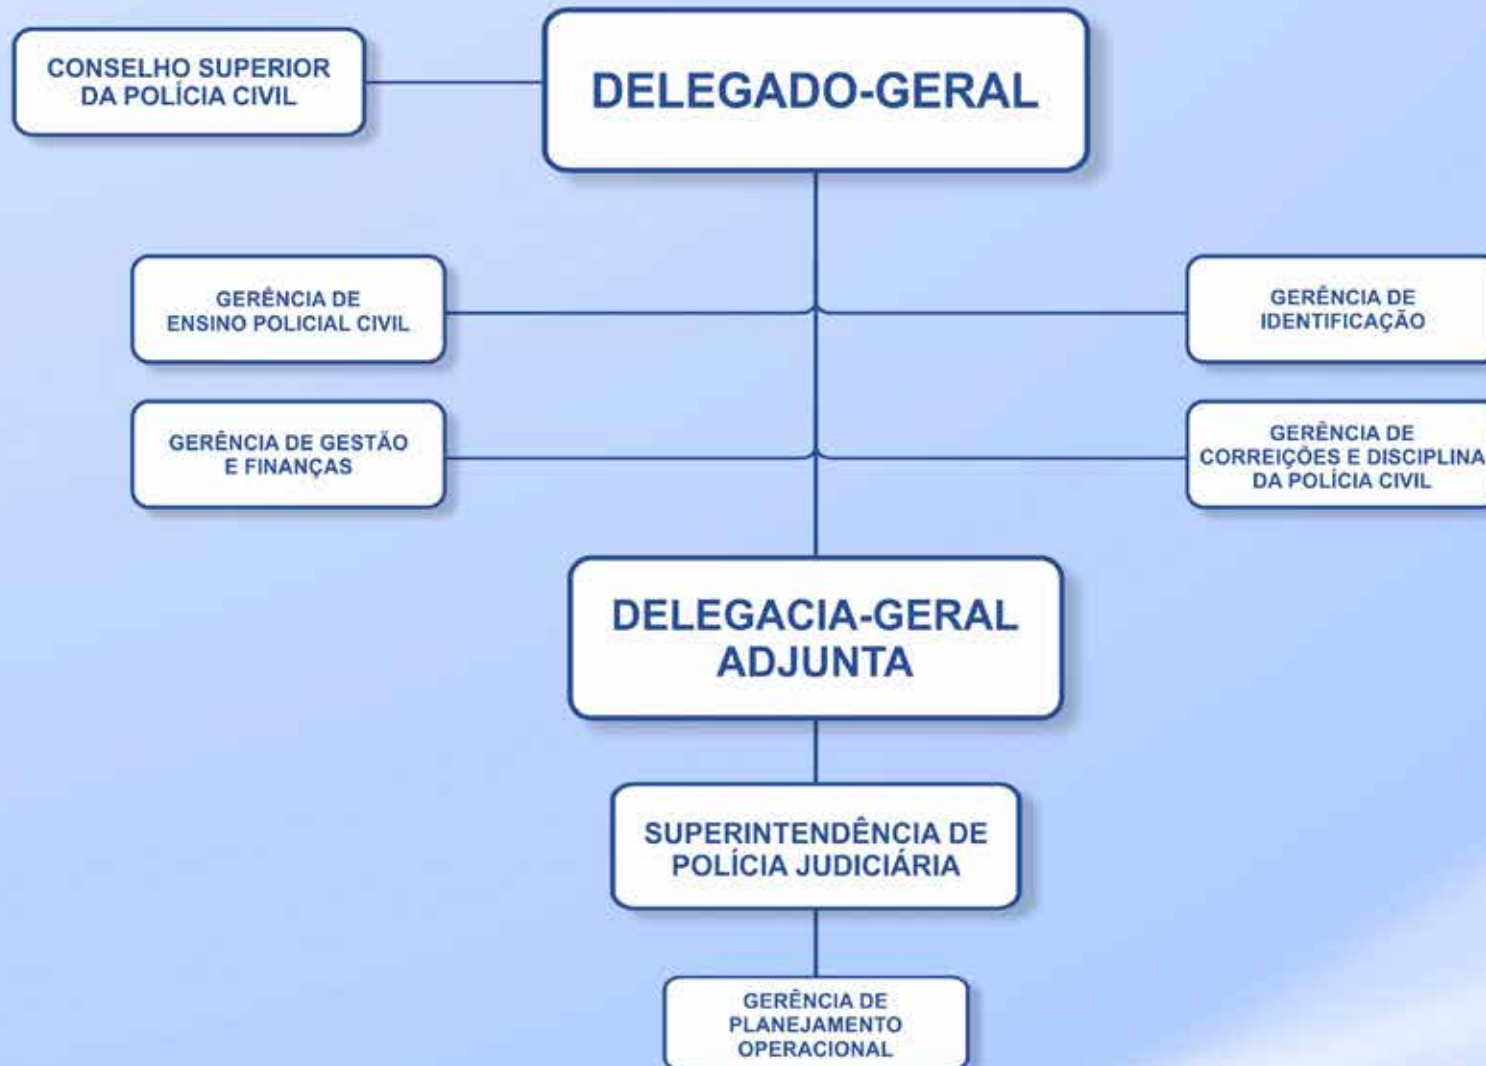 CONSELHO SUPERIOR
DA POLÍCIA CIVIL
DELEGADO-GERAL
GERÊNCIA DE
ENSINO POLICIAL CIVIL
GERÊNCIA DE
IDENTIFICAÇÃO
GERÊNCIA DE GESTÃO
E FINANÇAS
GERÊNCIA DE
CORREIÇÕES E DISCIPLINA
DA POLÍCIA CIVIL
DELEGACIA-GERAL
ADJUNTA
SUPERINTENDÊNCIA DE
POLÍCIA JUDICIÁRIA
GERÊNCIA DE
PLANEJAMENTO
OPERACIONAL